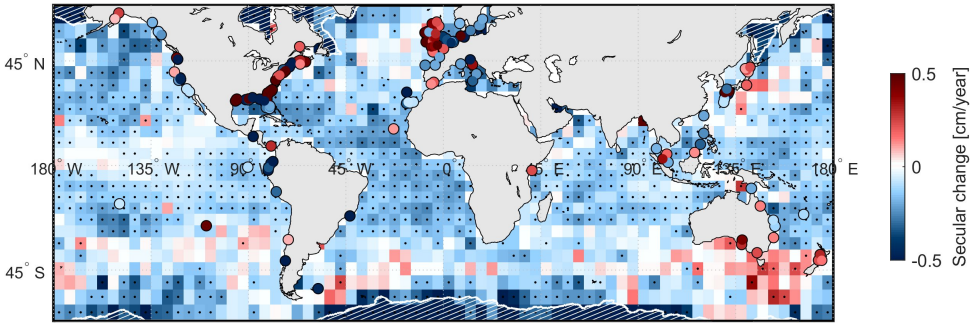 45° N
180° W
135° W
90° W
45° W
0° E
45° E
90° E
135° E
180° E
45° S
0.5
0
-0.5
Secular change [cm/year]